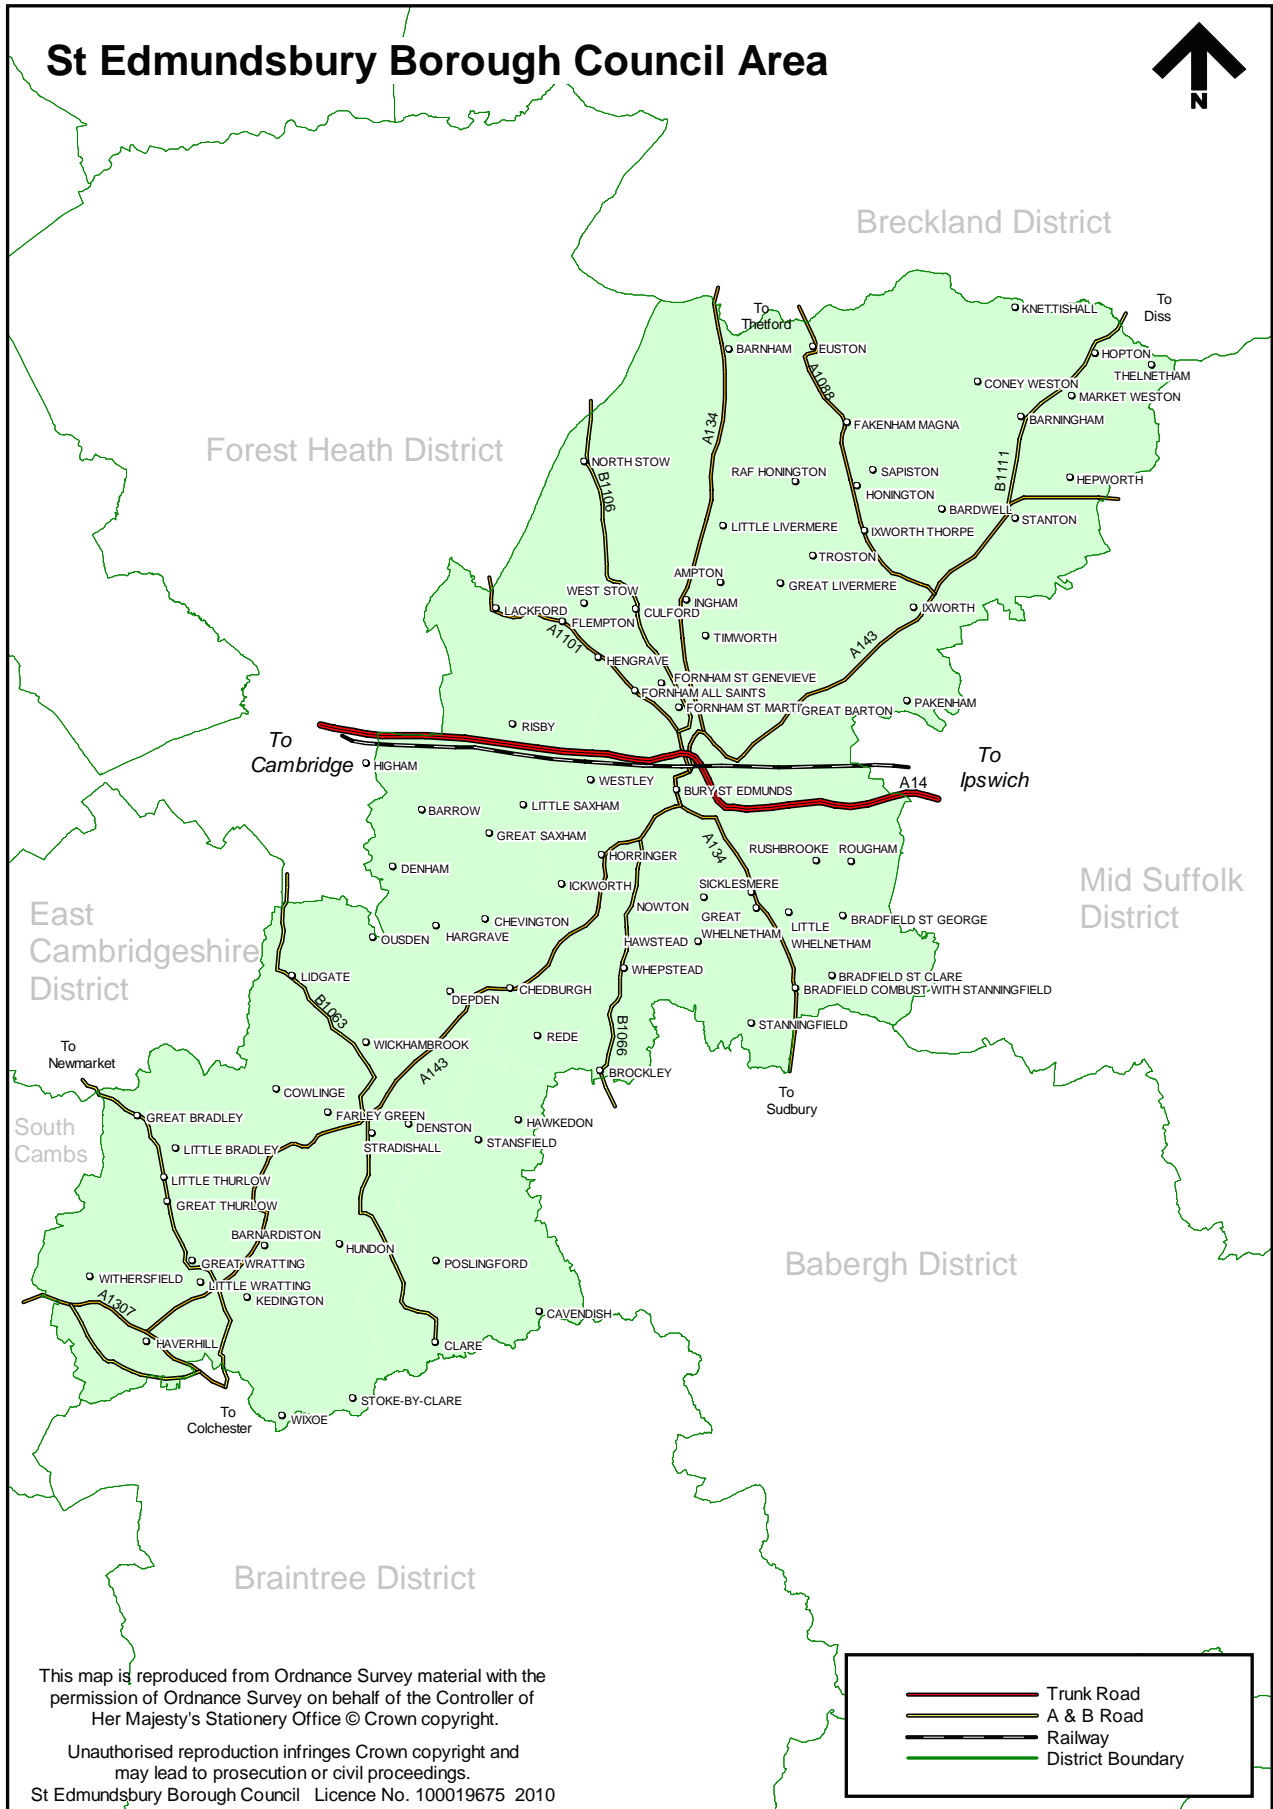 St Edmundsbury Borough Council Area
N
Breckland District
To
Thetford
To
Diss
KNETTISHALL
BARNHAM
EUSTON
HOPTON
THELNETHAM
A1088
CONEY WESTON
MARKET WESTON
A134
FAKENHAM MAGNA
BARNINGHAM
Forest Heath District
NORTH STOW
RAF HONINGTON
SAPISTON
B1111
HEPWORTH
B1106
HONINGTON
BARDWELL
STANTON
LITTLE LIVERMERE
IXWORTH THORPE
TROSTON
AMPTON
GREAT LIVERMERE
WEST STOW
INGHAM
IXWORTH
LACKFORD
CULFORD
FLEMPTON
A1101
TIMWORTH
A143
HENGRAVE
FORNHAM ST GENEVIEVE
FORNHAM ALL SAINTS
PAKENHAM
FORNHAM ST MARTI
GREAT BARTON
RISBY
To
Cambridge
HIGHAM
To
Ipswich
WESTLEY
A14
BURY ST EDMUNDS
BARROW
LITTLE SAXHAM
GREAT SAXHAM
A134
RUSHBROOKE
ROUGHAM
HORRINGER
DENHAM
Mid Suffolk
District
ICKWORTH
SICKLESMERE
East
Cambridgeshire
District
NOWTON
GREAT
WHELNETHAM
LITTLE
WHELNETHAM
BRADFIELD ST GEORGE
CHEVINGTON
HARGRAVE
OUSDEN
HAWSTEAD
LIDGATE
WHEPSTEAD
BRADFIELD ST CLARE
BRADFIELD COMBUST WITH STANNINGFIELD
DEPDEN
CHEDBURGH
B1063
STANNINGFIELD
REDE
B1066
To
Newmarket
WICKHAMBROOK
A143
BROCKLEY
To
Sudbury
COWLINGE
South
Cambs
GREAT BRADLEY
FARLEY GREEN
DENSTON
HAWKEDON
STRADISHALL
STANSFIELD
LITTLE BRADLEY
LITTLE THURLOW
GREAT THURLOW
BARNARDISTON
HUNDON
GREAT WRATTING
POSLINGFORD
Babergh District
WITHERSFIELD
LITTLE WRATTING
KEDINGTON
A1307
CAVENDISH
HAVERHILL
CLARE
STOKE-BY-CLARE
To
Colchester
WIXOE
Braintree District
This map is reproduced from Ordnance Survey material with the
permission of Ordnance Survey on behalf of the Controller of
Her Majesty's Stationery Office © Crown copyright.
Unauthorised reproduction infringes Crown copyright and
may lead to prosecution or civil proceedings.
St Edmundsbury Borough Council Licence No. 100019675 2010
Trunk Road
A & B Road
Railway
District Boundary